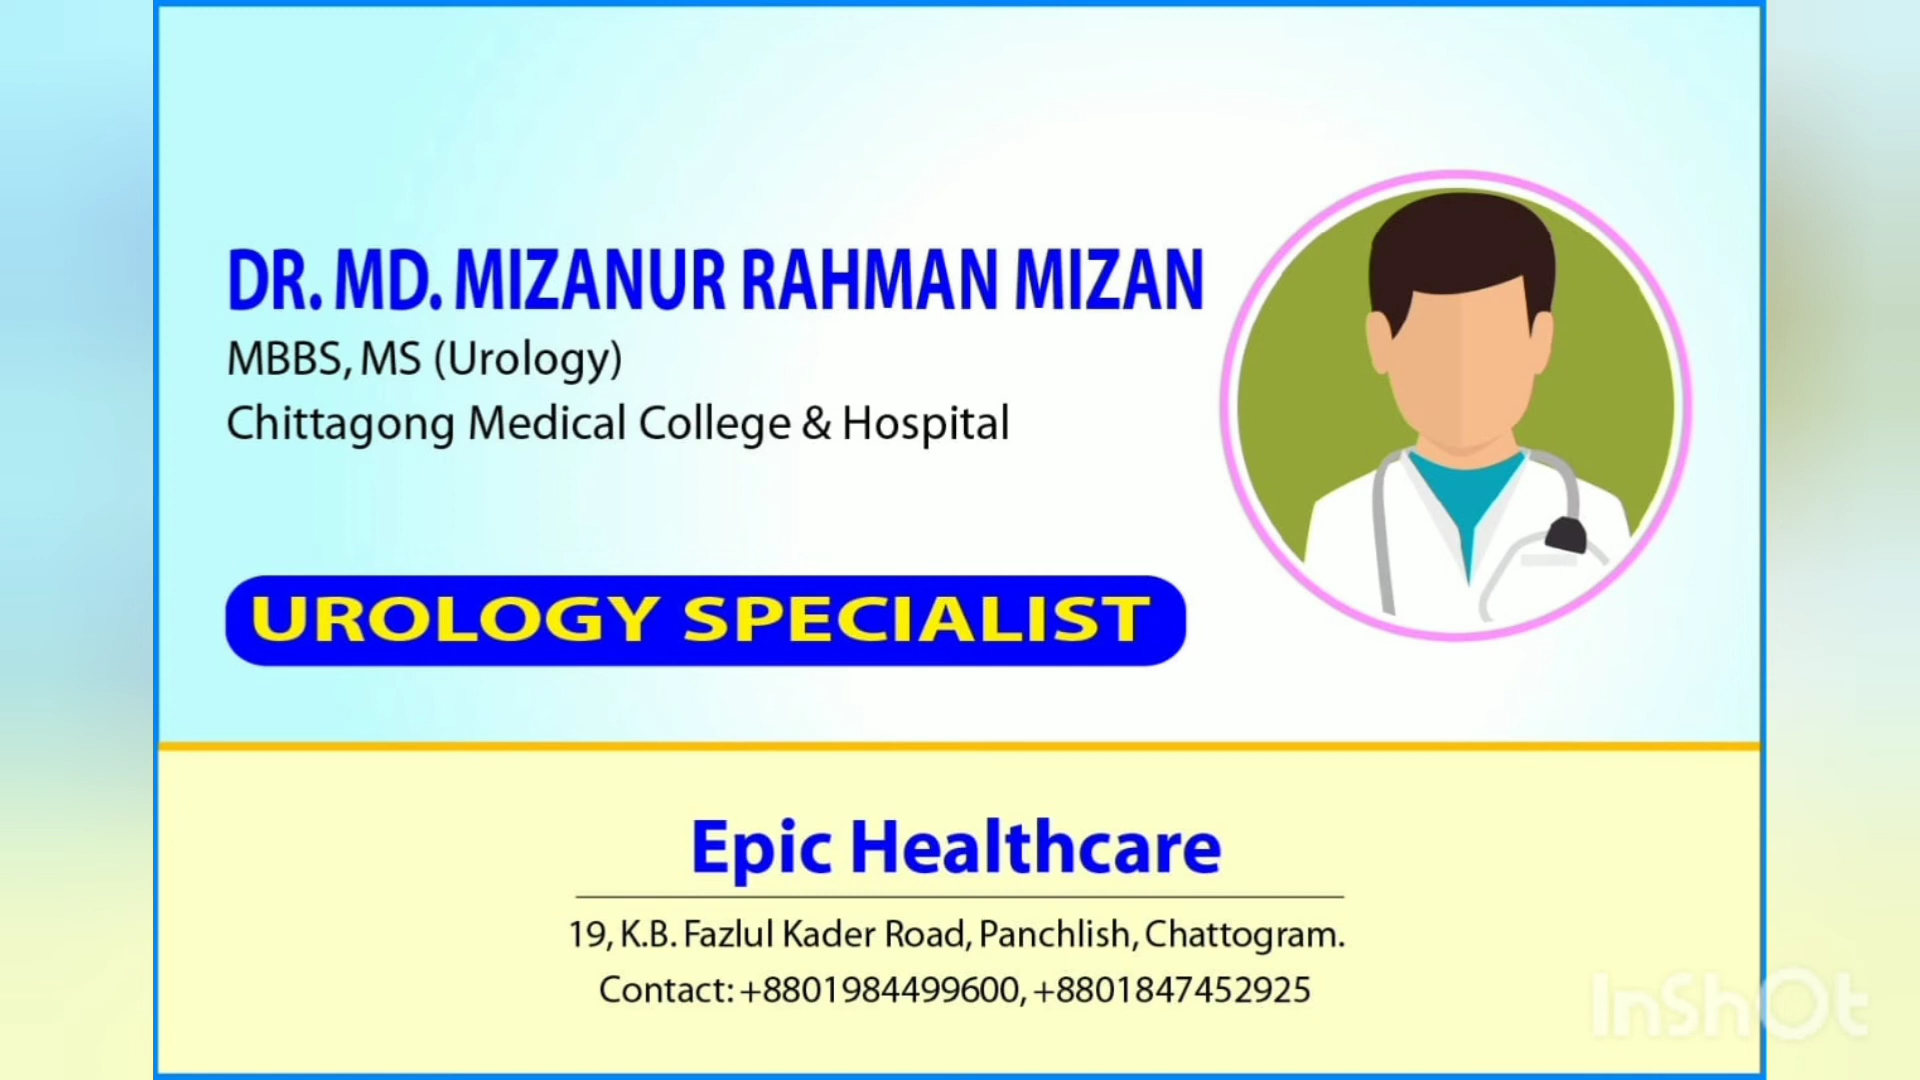 DR. MD. MIZANUR RAHMAN MIZAN
MBBS, MS (Urology)
Chittagong Medical College & Hospital
UROLOGY SPECIALIST
Epic Healthcare
19, K.B. Fazlul Kader Road, Panchlish, Chattogram.
Contact: +8801984499600, +8801847452925
InShOt